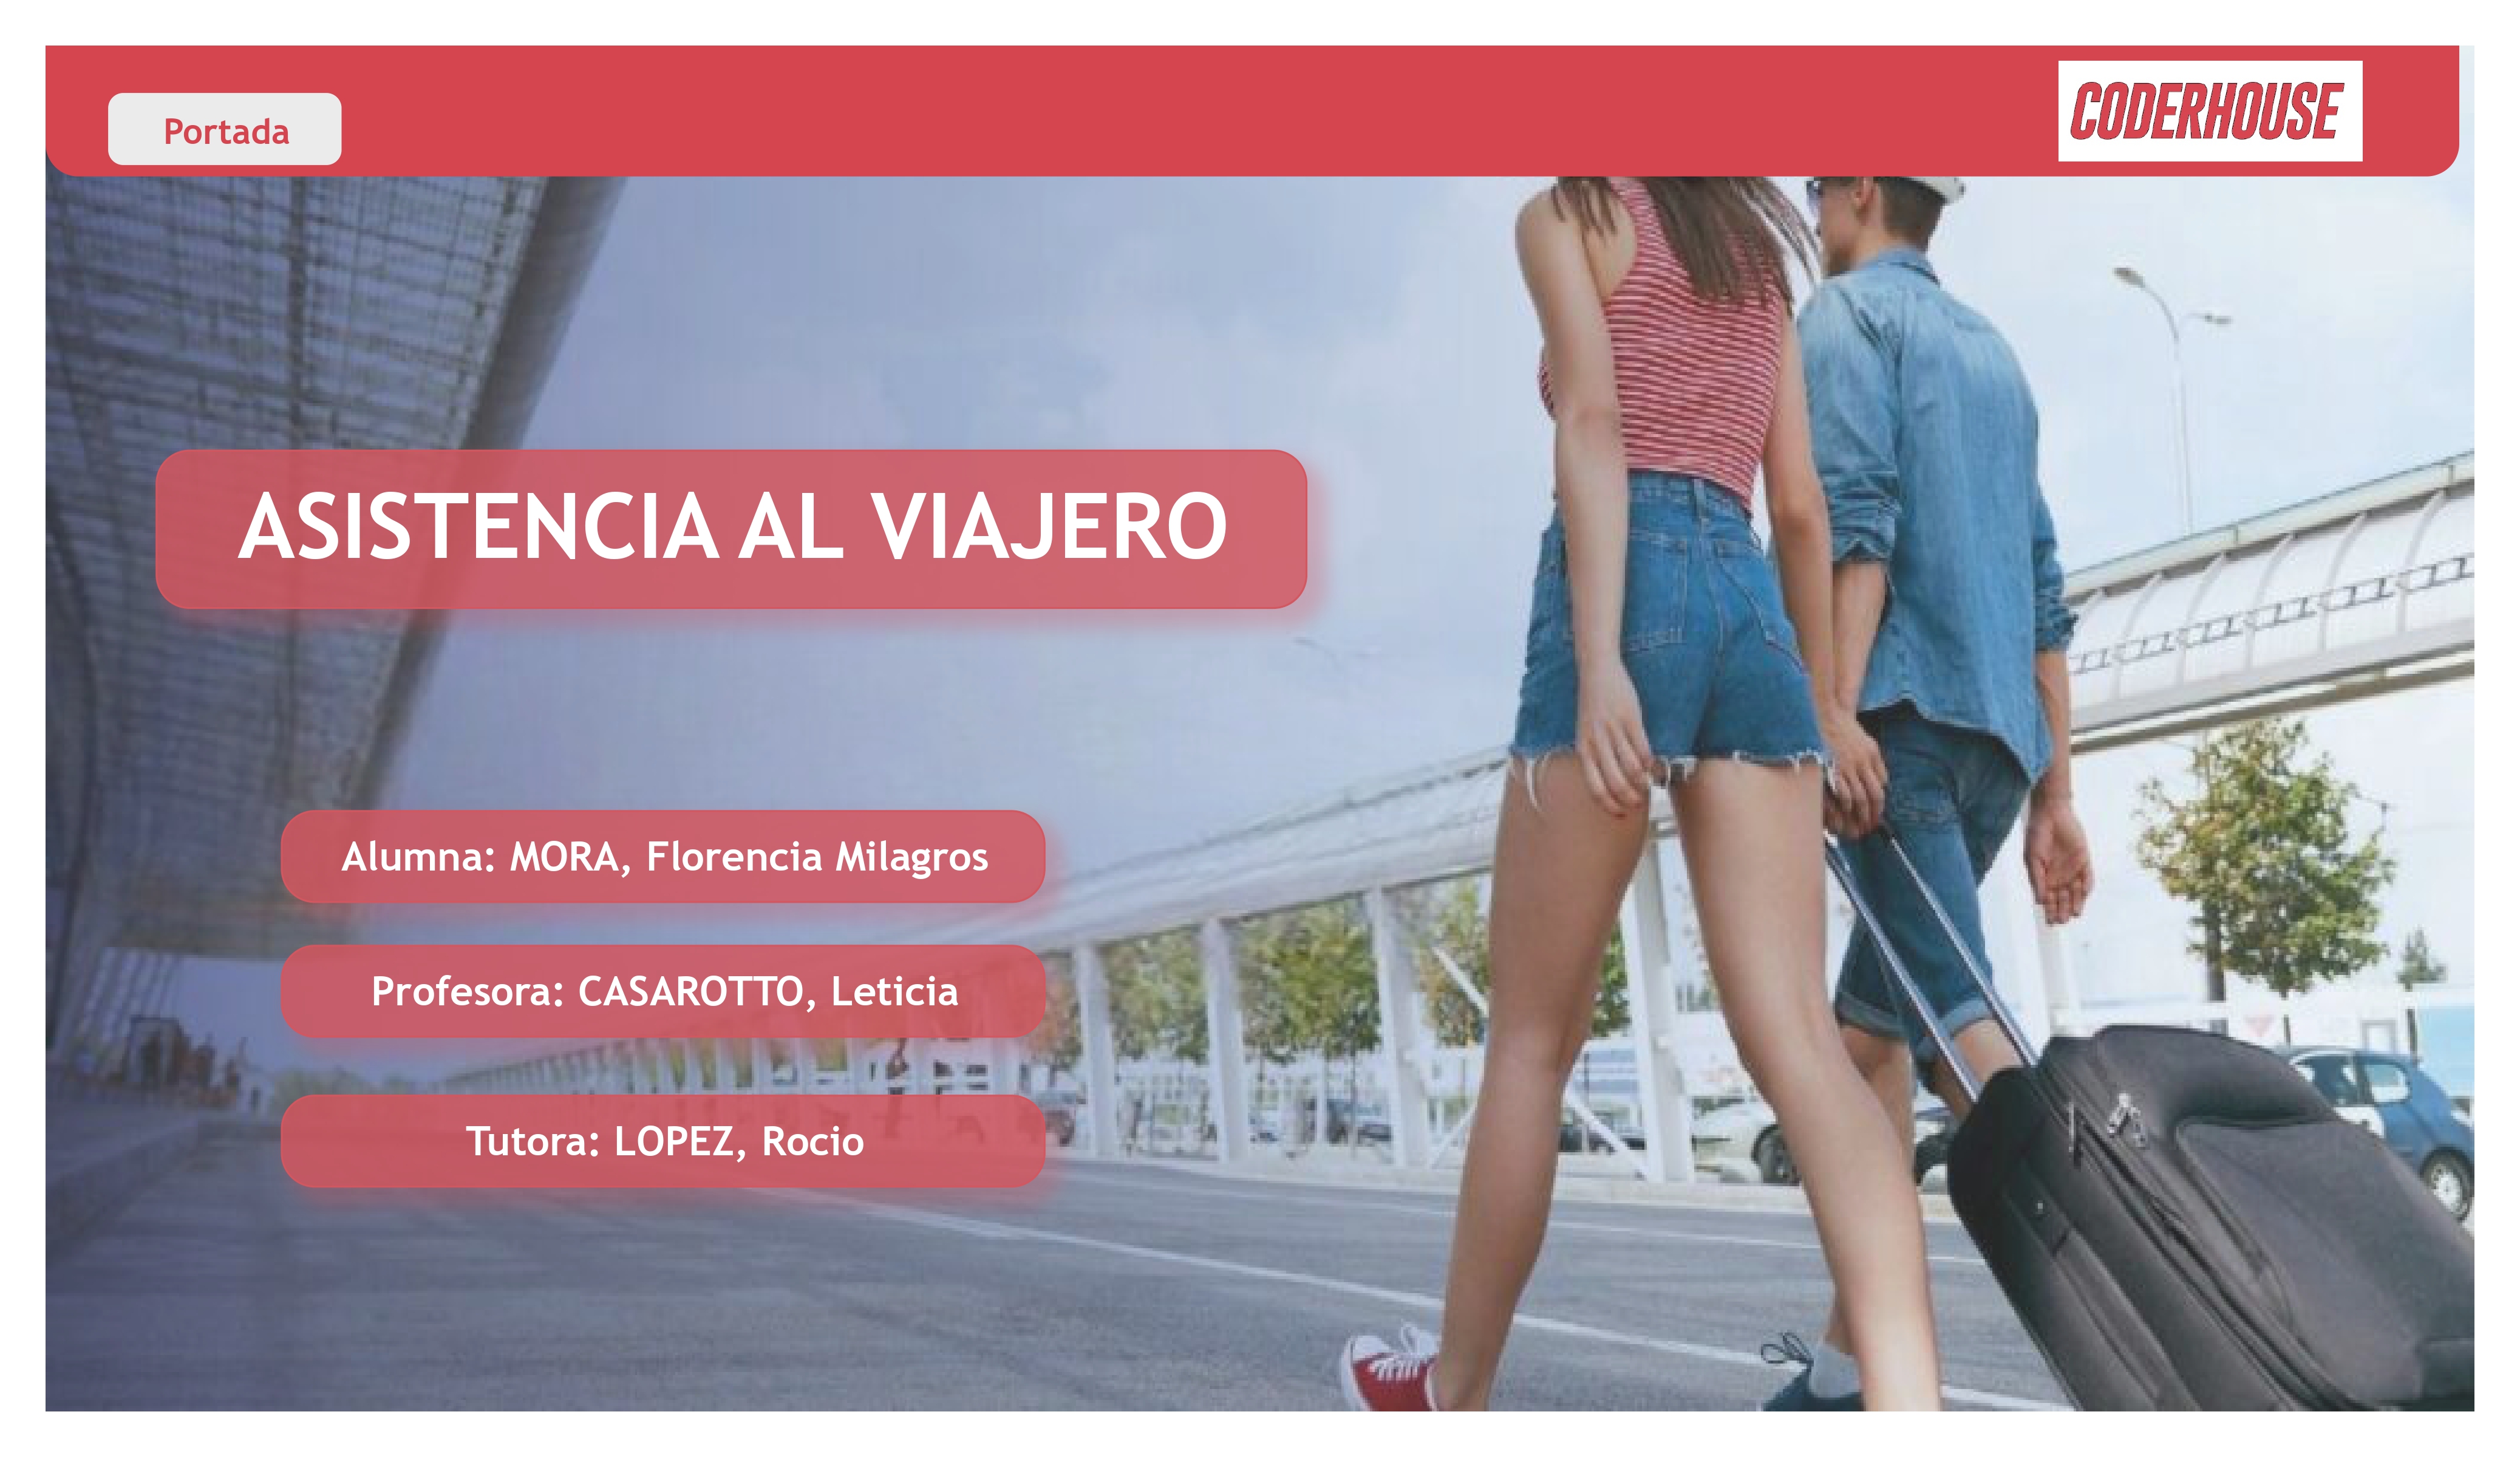 Portada
CODERHOUSE
ASISTENCIA AL VIAJERO
Alumna: MORA, Florencia Milagros
Profesora: CASAROTTO, Leticia
Tutora: LOPEZ, Rocio